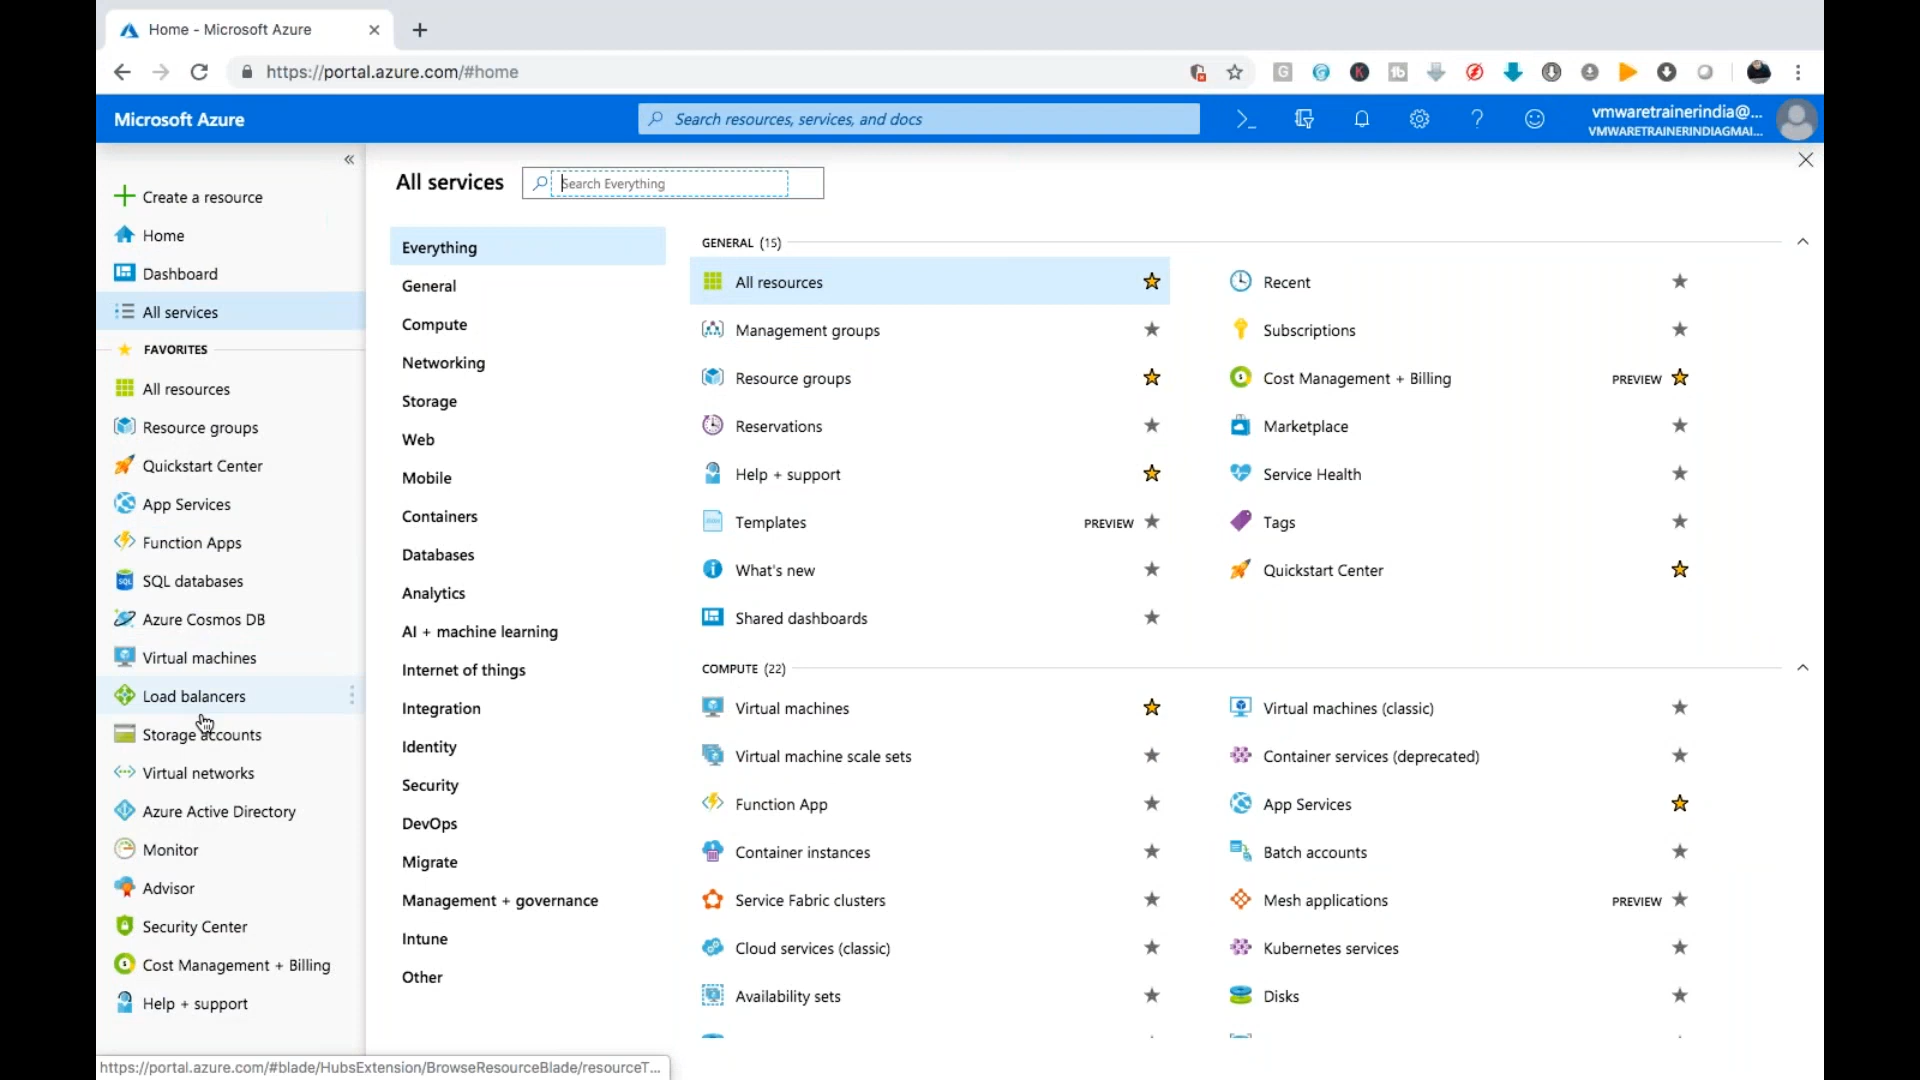 Home - Microsoft Azure
https://portal.azure.com/#home
Microsoft Azure
Search resources, services, and docs
vmwaretrainerindia@...
VMWARETRAINERINDIAGMAI...
Create a resource
Home
Dashboard
All services
FAVORITES
All resources
Resource groups
Quickstart Center
App Services
Function Apps
SQL databases
Azure Cosmos DB
Virtual machines
Load balancers
Storage accounts
Virtual networks
Azure Active Directory
Monitor
Advisor
Security Center
Cost Management + Billing
Help + support
https://portal.azure.com/#blade/HubsExtension/BrowseResourceBlade/resourceT...
All services
Search Everything
Everything
General
Compute
Networking
Storage
Web
Mobile
Containers
Databases
Analytics
AI + machine learning
Internet of things
Integration
Identity
Security
DevOps
Migrate
Management + governance
Intune
Other
GENERAL (15)
All resources
Recent
Management groups
Subscriptions
Resource groups
Cost Management + Billing PREVIEW
Reservations
Marketplace
Help + support
Service Health
Templates PREVIEW
Tags
What's new
Quickstart Center
Shared dashboards
COMPUTE (22)
Virtual machines
Virtual machines (classic)
Virtual machine scale sets
Container services (deprecated)
Function App
App Services
Container instances
Batch accounts
Service Fabric clusters
Mesh applications PREVIEW
Cloud services (classic)
Kubernetes services
Availability sets
Disks